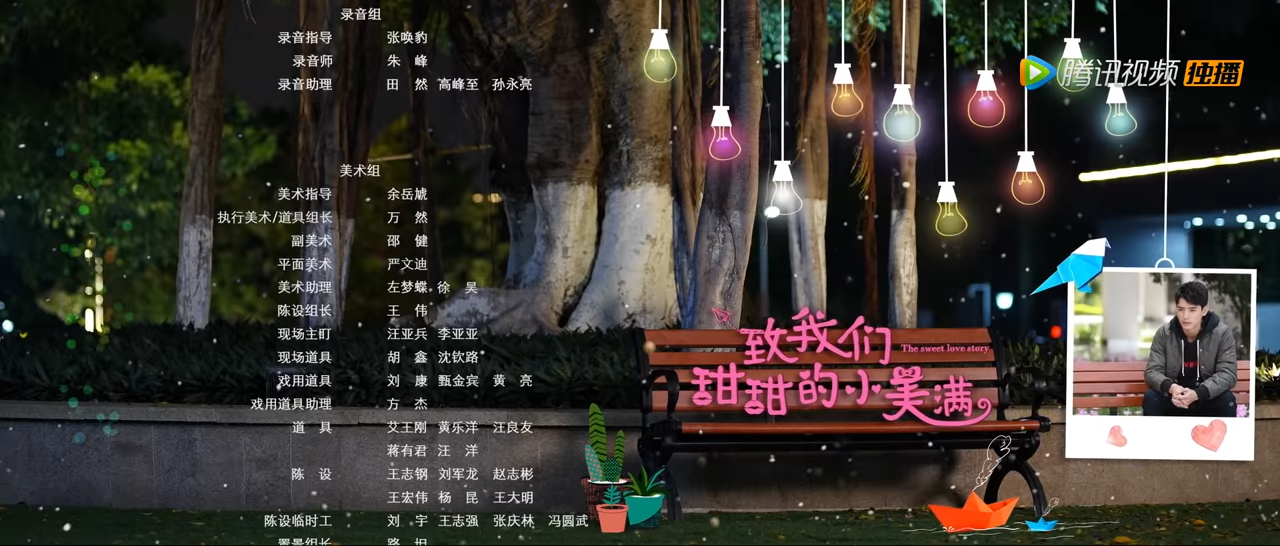 录音组
录音指导 张唤豹
录音师 朱 峰
录音助理 田 然 高峰至 孙永亮
美术组
美术指导 余岳虓
执行美术/道具组长 万 然
副美术 邵 健
平面美术 严文迪
美术助理 左梦蝶 徐 昊
陈设组长 王 伟
现场主盯 汪亚兵 李亚亚
现场道具 胡 鑫 沈钦路
戏用道具 刘 康 甄金宾 黄 亮
戏用道具助理 方 杰
道 具 艾王刚 黄乐洋 汪良友
蒋有君 汪 洋
陈 设 王志钢 刘军龙 赵志彬
王宏伟 杨 昆 王大明
陈设临时工 刘 宇 王志强 张庆林 冯圆武
置景组长 路 坦
腾讯视频 独播
致我们
The sweet love story
甜甜的小美满